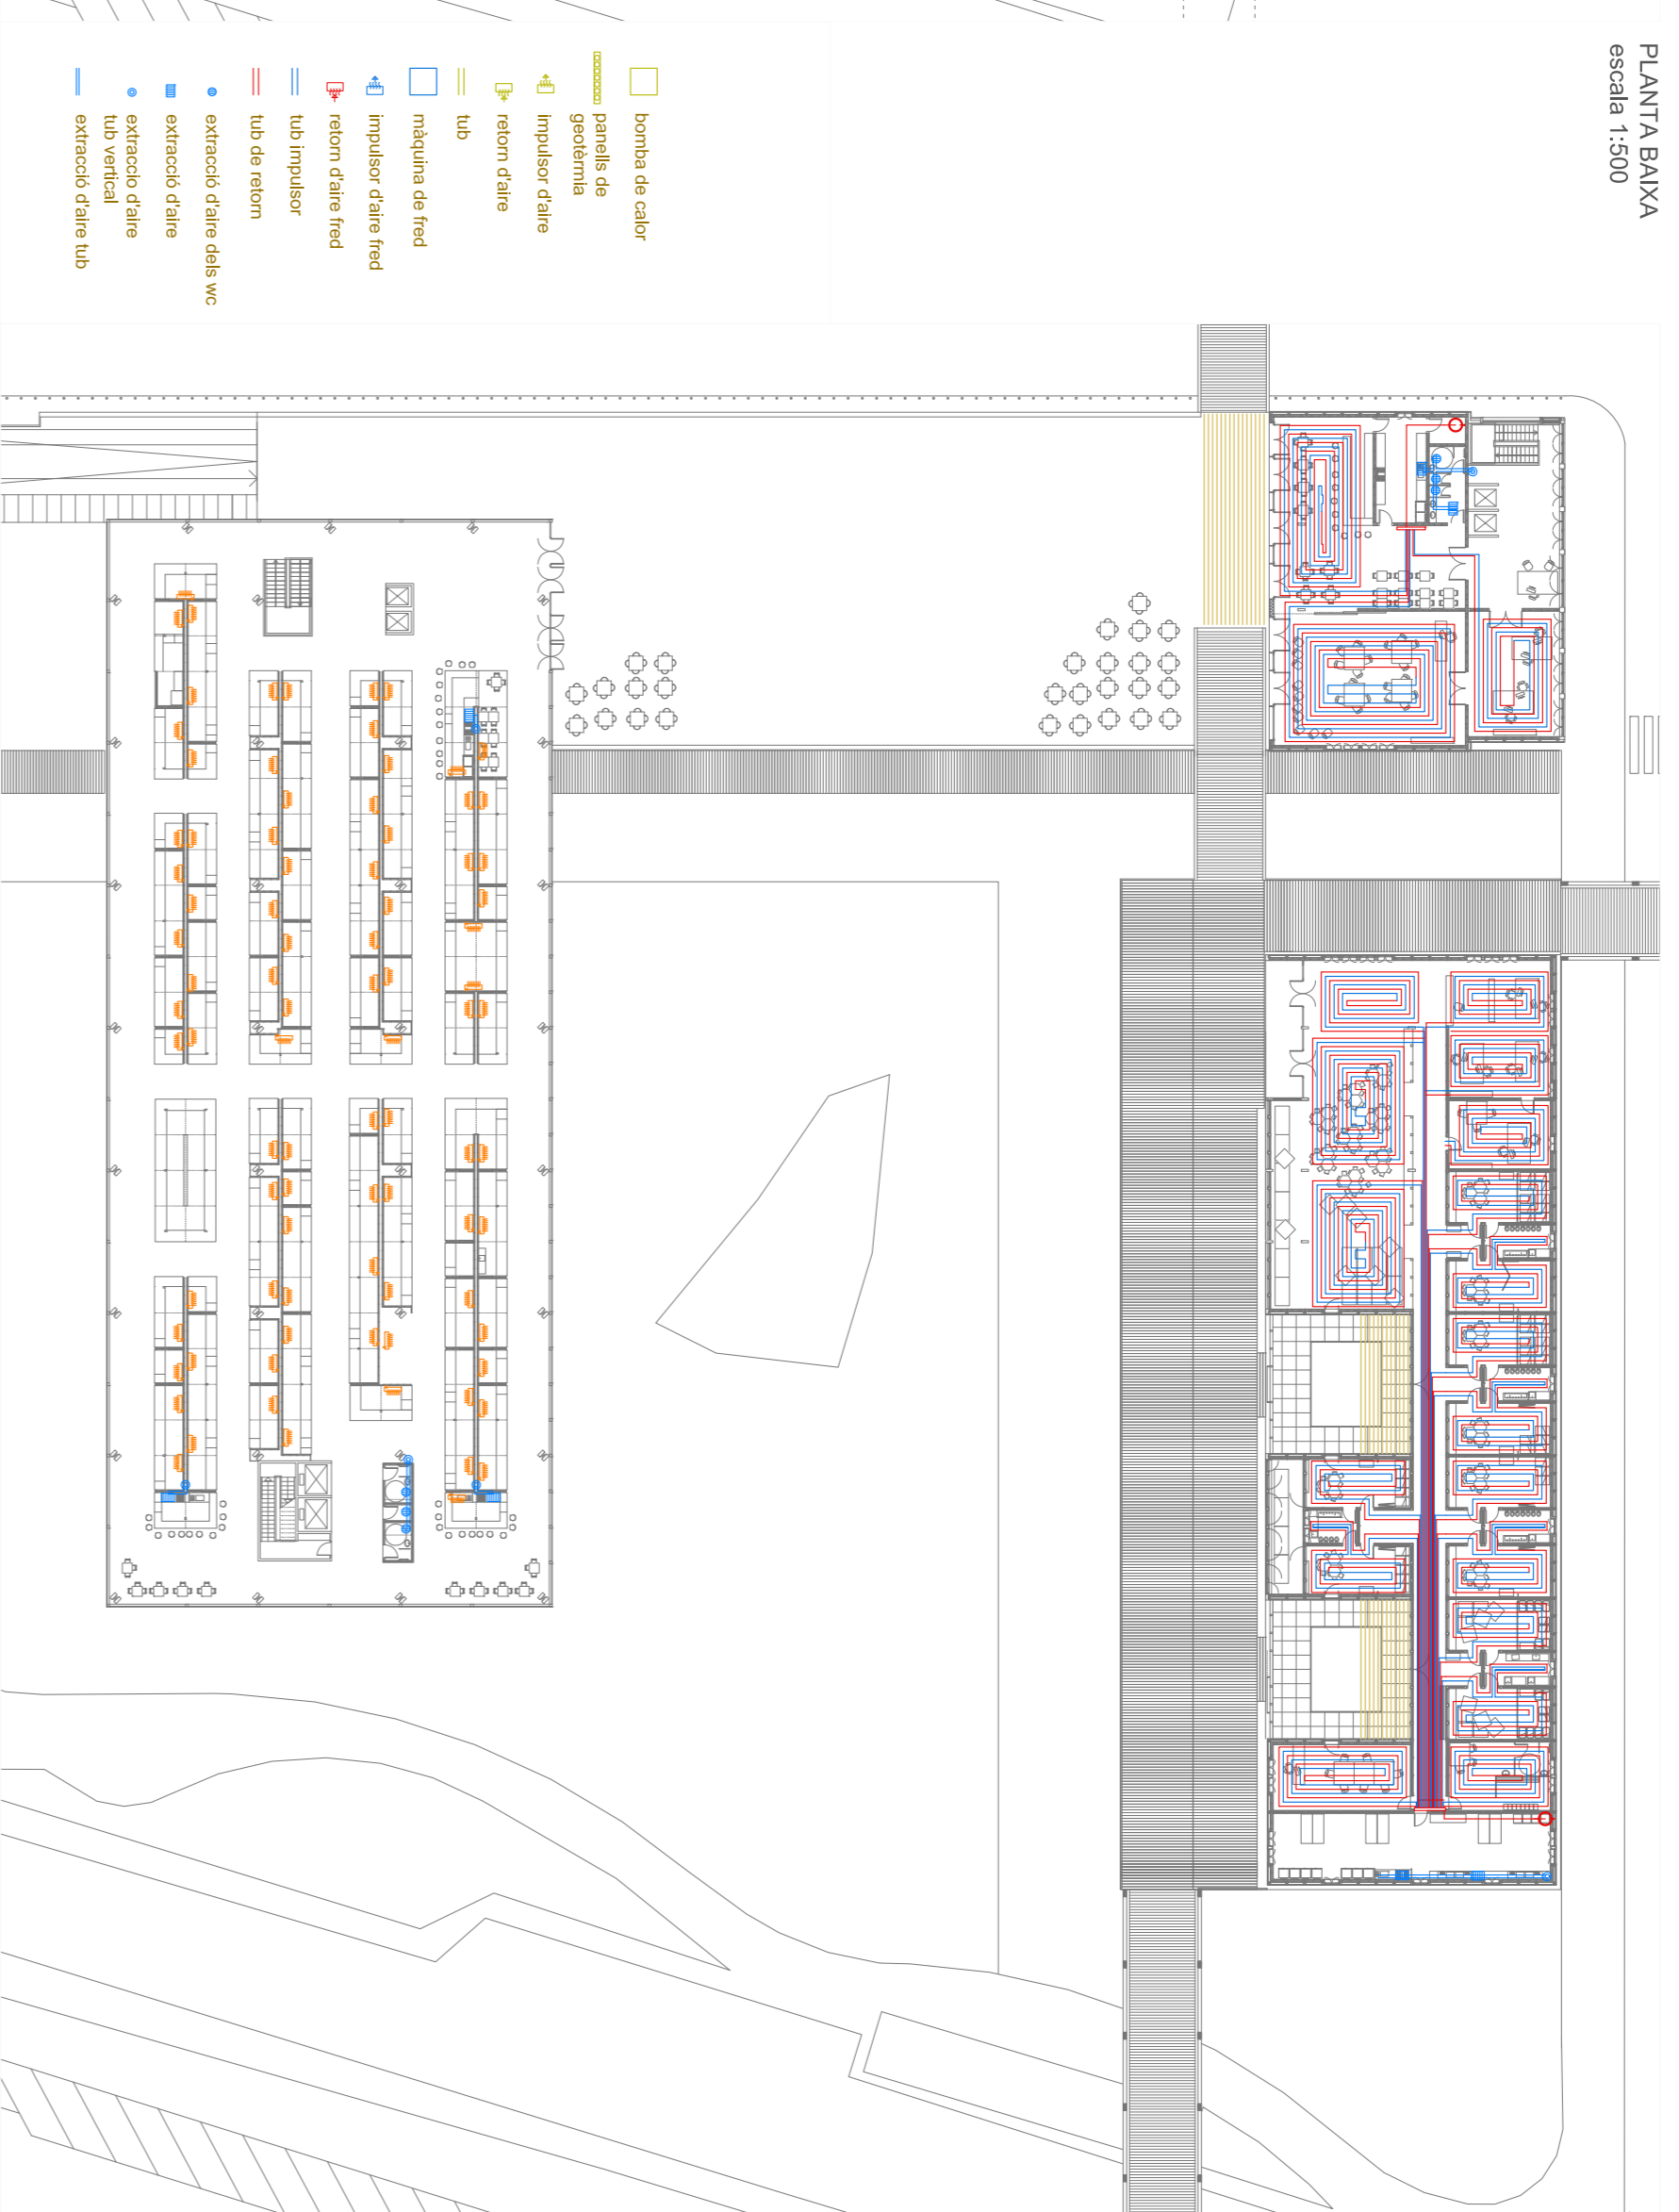 PLANTA BAIXA
escala 1:500
bomba de calor
panells de
geotèrmia
impulsor d'aire
retorn d'aire
tub
màquina de fred
impulsor d'aire fred
retorn d'aire fred
tub impulsor
tub de retorn
extracció d'aire dels wc
extracció d'aire
extraccio d'aire
tub vertical
extracció d'aire tub